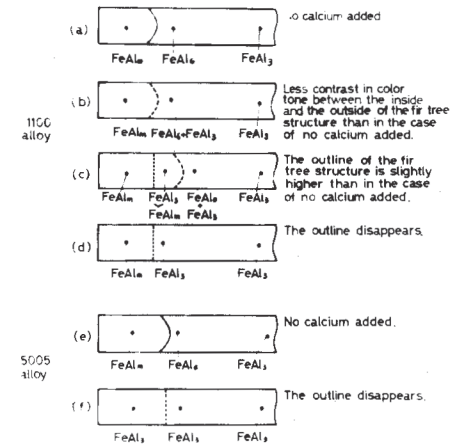 (a)
.o calcium added
FeAlm FeAl6 FeAl3
(b)
Less contrast in color
tone between the inside
and the outside of the fir tree
structure than in the case
of no calcium added.
FeAlm FeAl6+FeAl3 FeAl3
1100
alloy
(c)
The outline of the fir
tree structure is slightly
higher than in the case
of no calcium added.
FeAlm FeAl3 FeAl6 FeAl3
FeAlm FeAl3
(d)
The outline disappears.
FeAlm FeAl3 FeAl3
(e)
No calcium added.
FeAlm FeAl6 FeAl3
5005
alloy
(f)
The outline disappears.
FeAl3 FeAl3 FeAl3